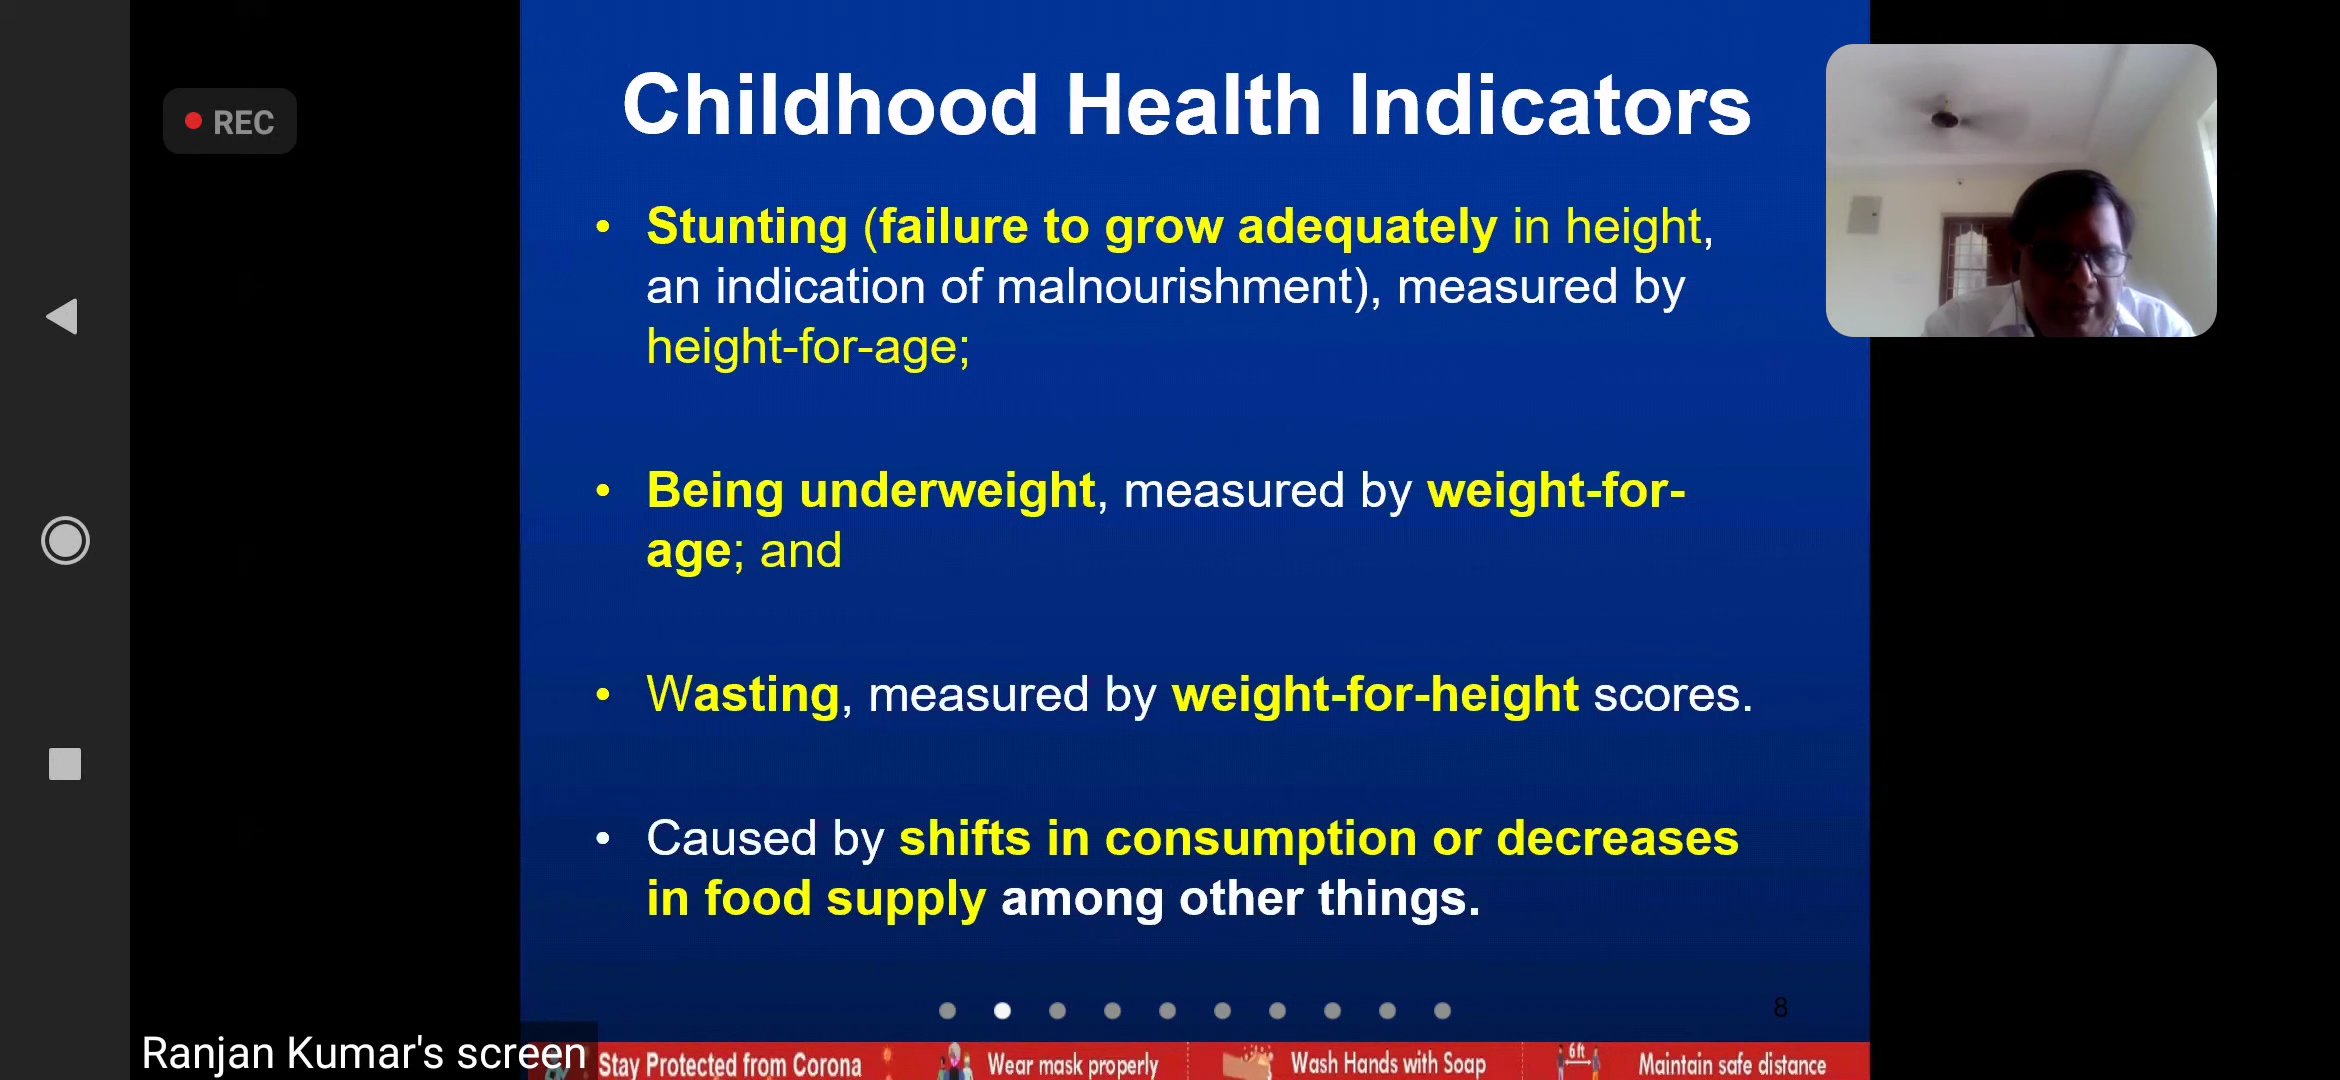 REC
Childhood Health Indicators
• Stunting (failure to grow adequately in height,
an indication of malnourishment), measured by
height-for-age;
• Being underweight, measured by weight-for-
age; and
• Wasting, measured by weight-for-height scores.
• Caused by shifts in consumption or decreases
in food supply among other things.
8
Ranjan Kumar's screen
Stay Protected from Corona
Wear mask properly
Wash Hands with Soap
6ft
Maintain safe distance